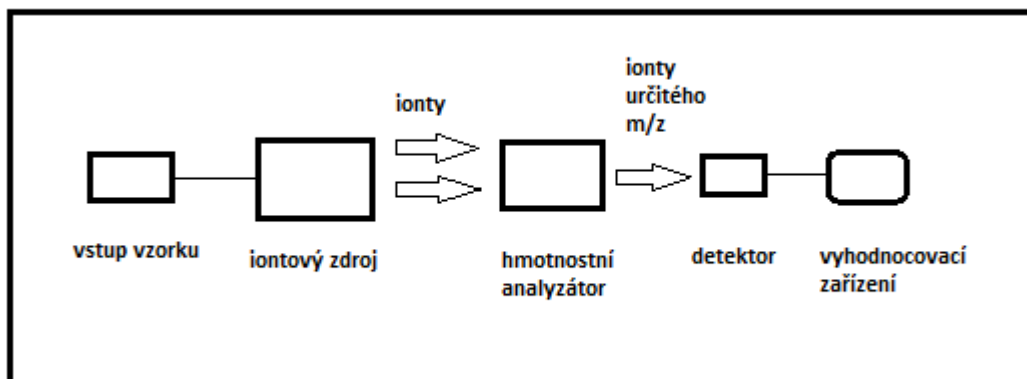 ionty
ionty
určitého
m/z
vstup vzorku
iontový zdroj
hmotnostní
analyzátor
detektor
vyhodnocovací
zařízení